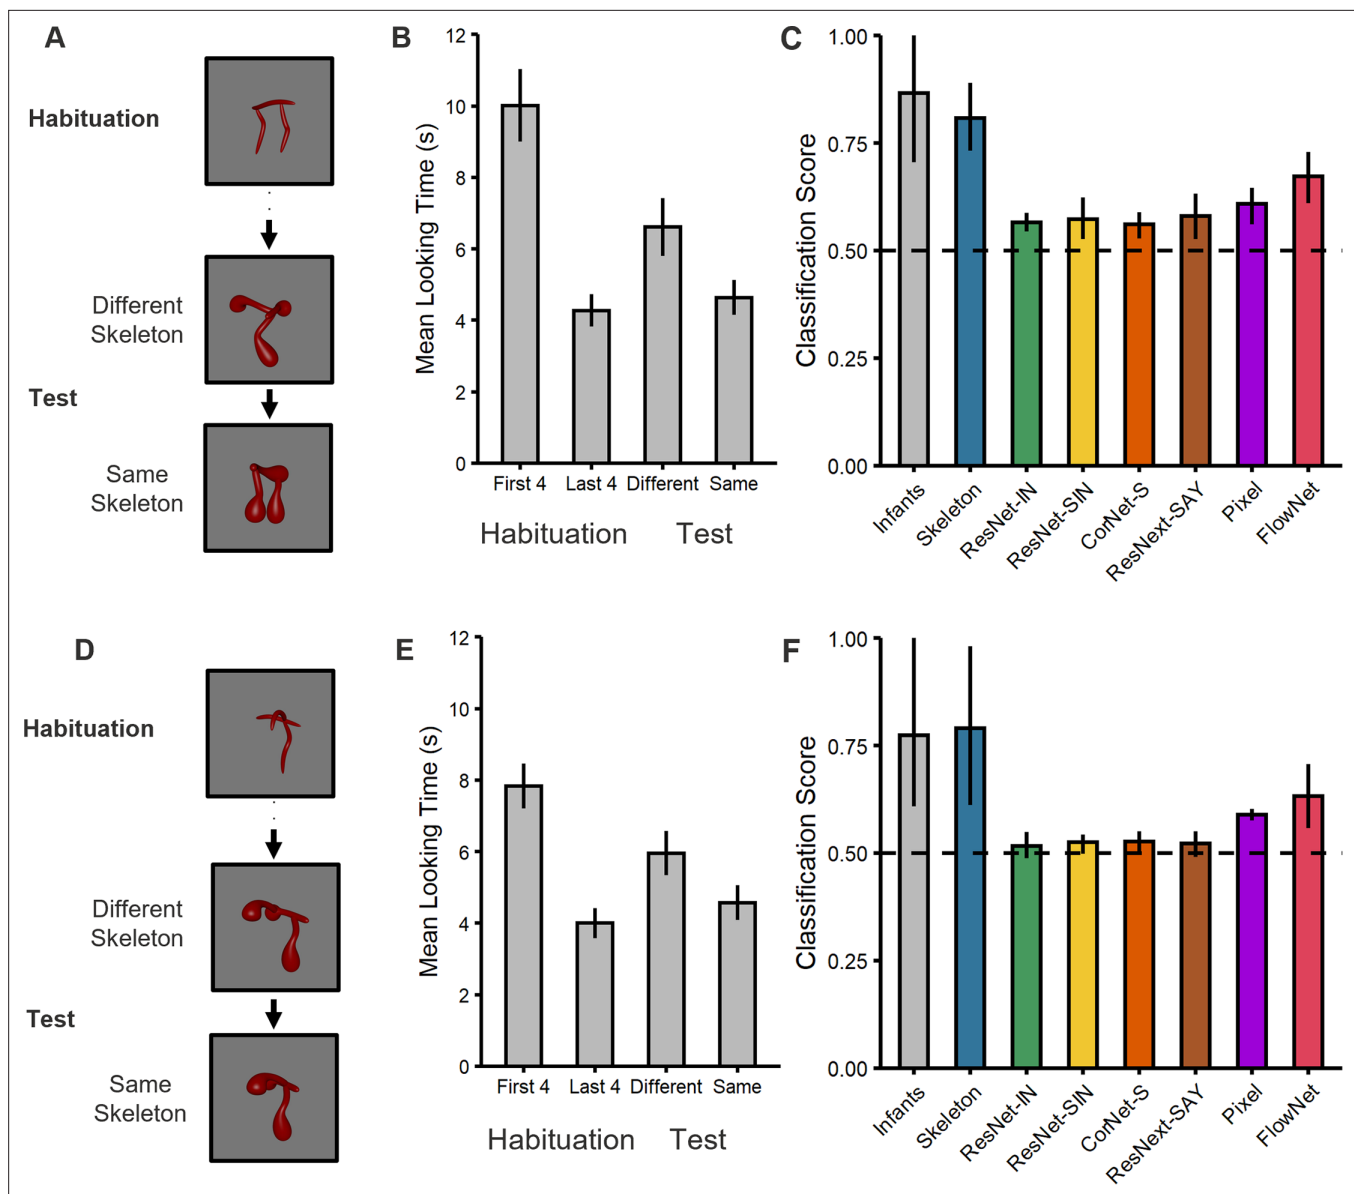 A
Habituation
Different
Skeleton
Test
Same
Skeleton
B
Mean Looking Time (s)
12
10
8
6
4
2
0
First 4 Last 4 Different Same
Habituation Test
C
Classification Score
1.00
0.75
0.50
0.25
0.00
Infants
Skeleton
ResNet-IN
ResNet-SIN
CorNet-S
ResNext-SAY
Pixel
FlowNet
D
Habituation
Different
Skeleton
Test
Same
Skeleton
E
Mean Looking Time (s)
12
10
8
6
4
2
0
First 4 Last 4 Different Same
Habituation Test
F
Classification Score
1.00
0.75
0.50
0.25
0.00
Infants
Skeleton
ResNet-IN
ResNet-SIN
CorNet-S
ResNext-SAY
Pixel
FlowNet